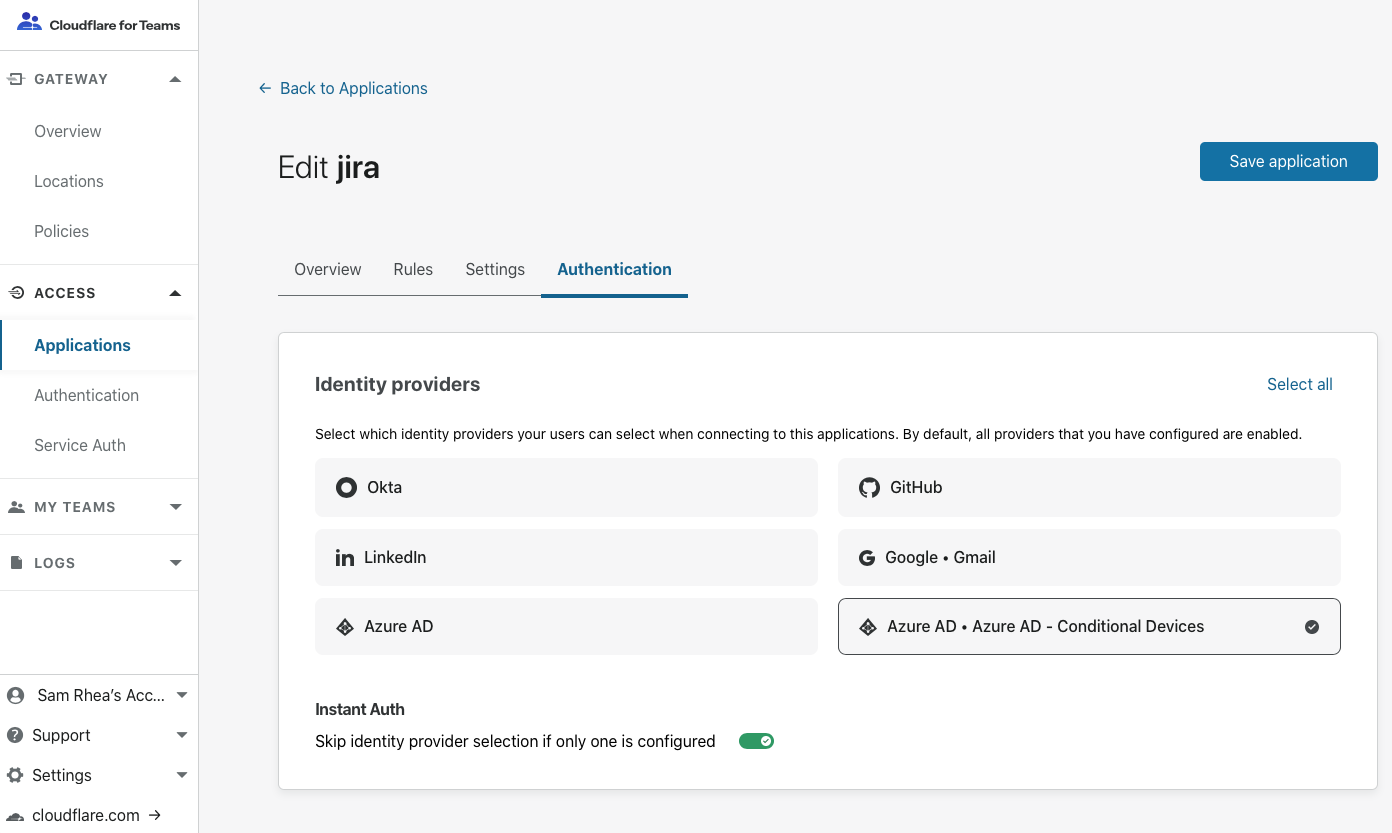 Cloudflare for Teams
GATEWAY
Overview
Locations
Policies
ACCESS
Applications
Authentication
Service Auth
MY TEAMS
LOGS
Sam Rhea's Acc...
Support
Settings
cloudflare.com →
← Back to Applications
Edit jira
Save application
Overview Rules Settings Authentication
Identity providers
Select all
Select which identity providers your users can select when connecting to this applications. By default, all providers that you have configured are enabled.
Okta
GitHub
LinkedIn
Google • Gmail
Azure AD
Azure AD • Azure AD - Conditional Devices
Instant Auth
Skip identity provider selection if only one is configured